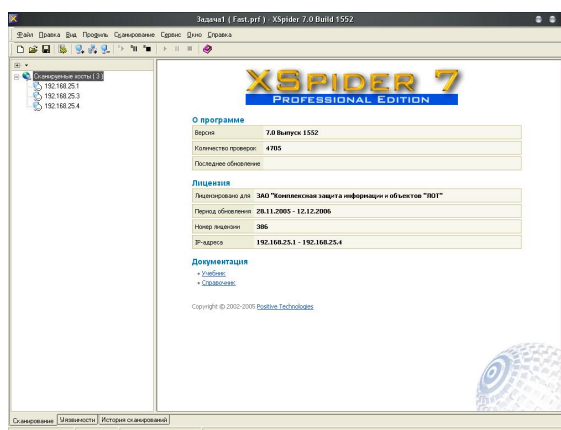 Задача1 ( Fast.prf ) - XSpider 7.0 Build 1552
Файл Правка Вид Профиль Сканирование Сервис Окно Справка
Сканируемые хосты ( 3 )
192.168.25.1
192.168.25.3
192.168.25.4
XSPIDER 7
PROFESSIONAL EDITION
О программе
Версия 7.0 Выпуск 1552
Количество проверок 4705
Последнее обновление
Лицензия
Лицензировано для ЗАО "Комплексная защита информации и объектов "ЛОТ"
Период обновления 28.11.2005 - 12.12.2006
Номер лицензии 386
IP-адреса 192.168.25.1 - 192.168.25.4
Документация
Учебник
Справочник
Copyright © 2002-2005 Positive Technologies
Сканирование Уязвимости История сканирований